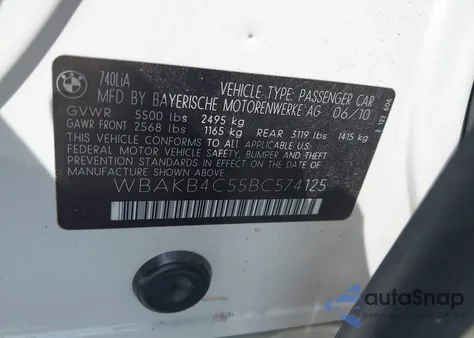 BMW
740LiA
VEHICLE TYPE: PASSENGER CAR
MFD BY BAYERISCHE MOTORENWERKE AG 06/10
GVWR 5500 lbs 2495 kg
GAWR FRONT 2568 lbs 1165 kg REAR 3119 lbs 1415 kg
THIS VEHICLE CONFORMS TO ALL APPLICABLE U.S.
FEDERAL MOTOR VEHICLE SAFETY, BUMPER, AND
THEFT PREVENTION STANDARDS IN EFFECT ON THE DATE OF
MANUFACTURE SHOWN ABOVE.
WBAKB4C55BC574125
autoSnap